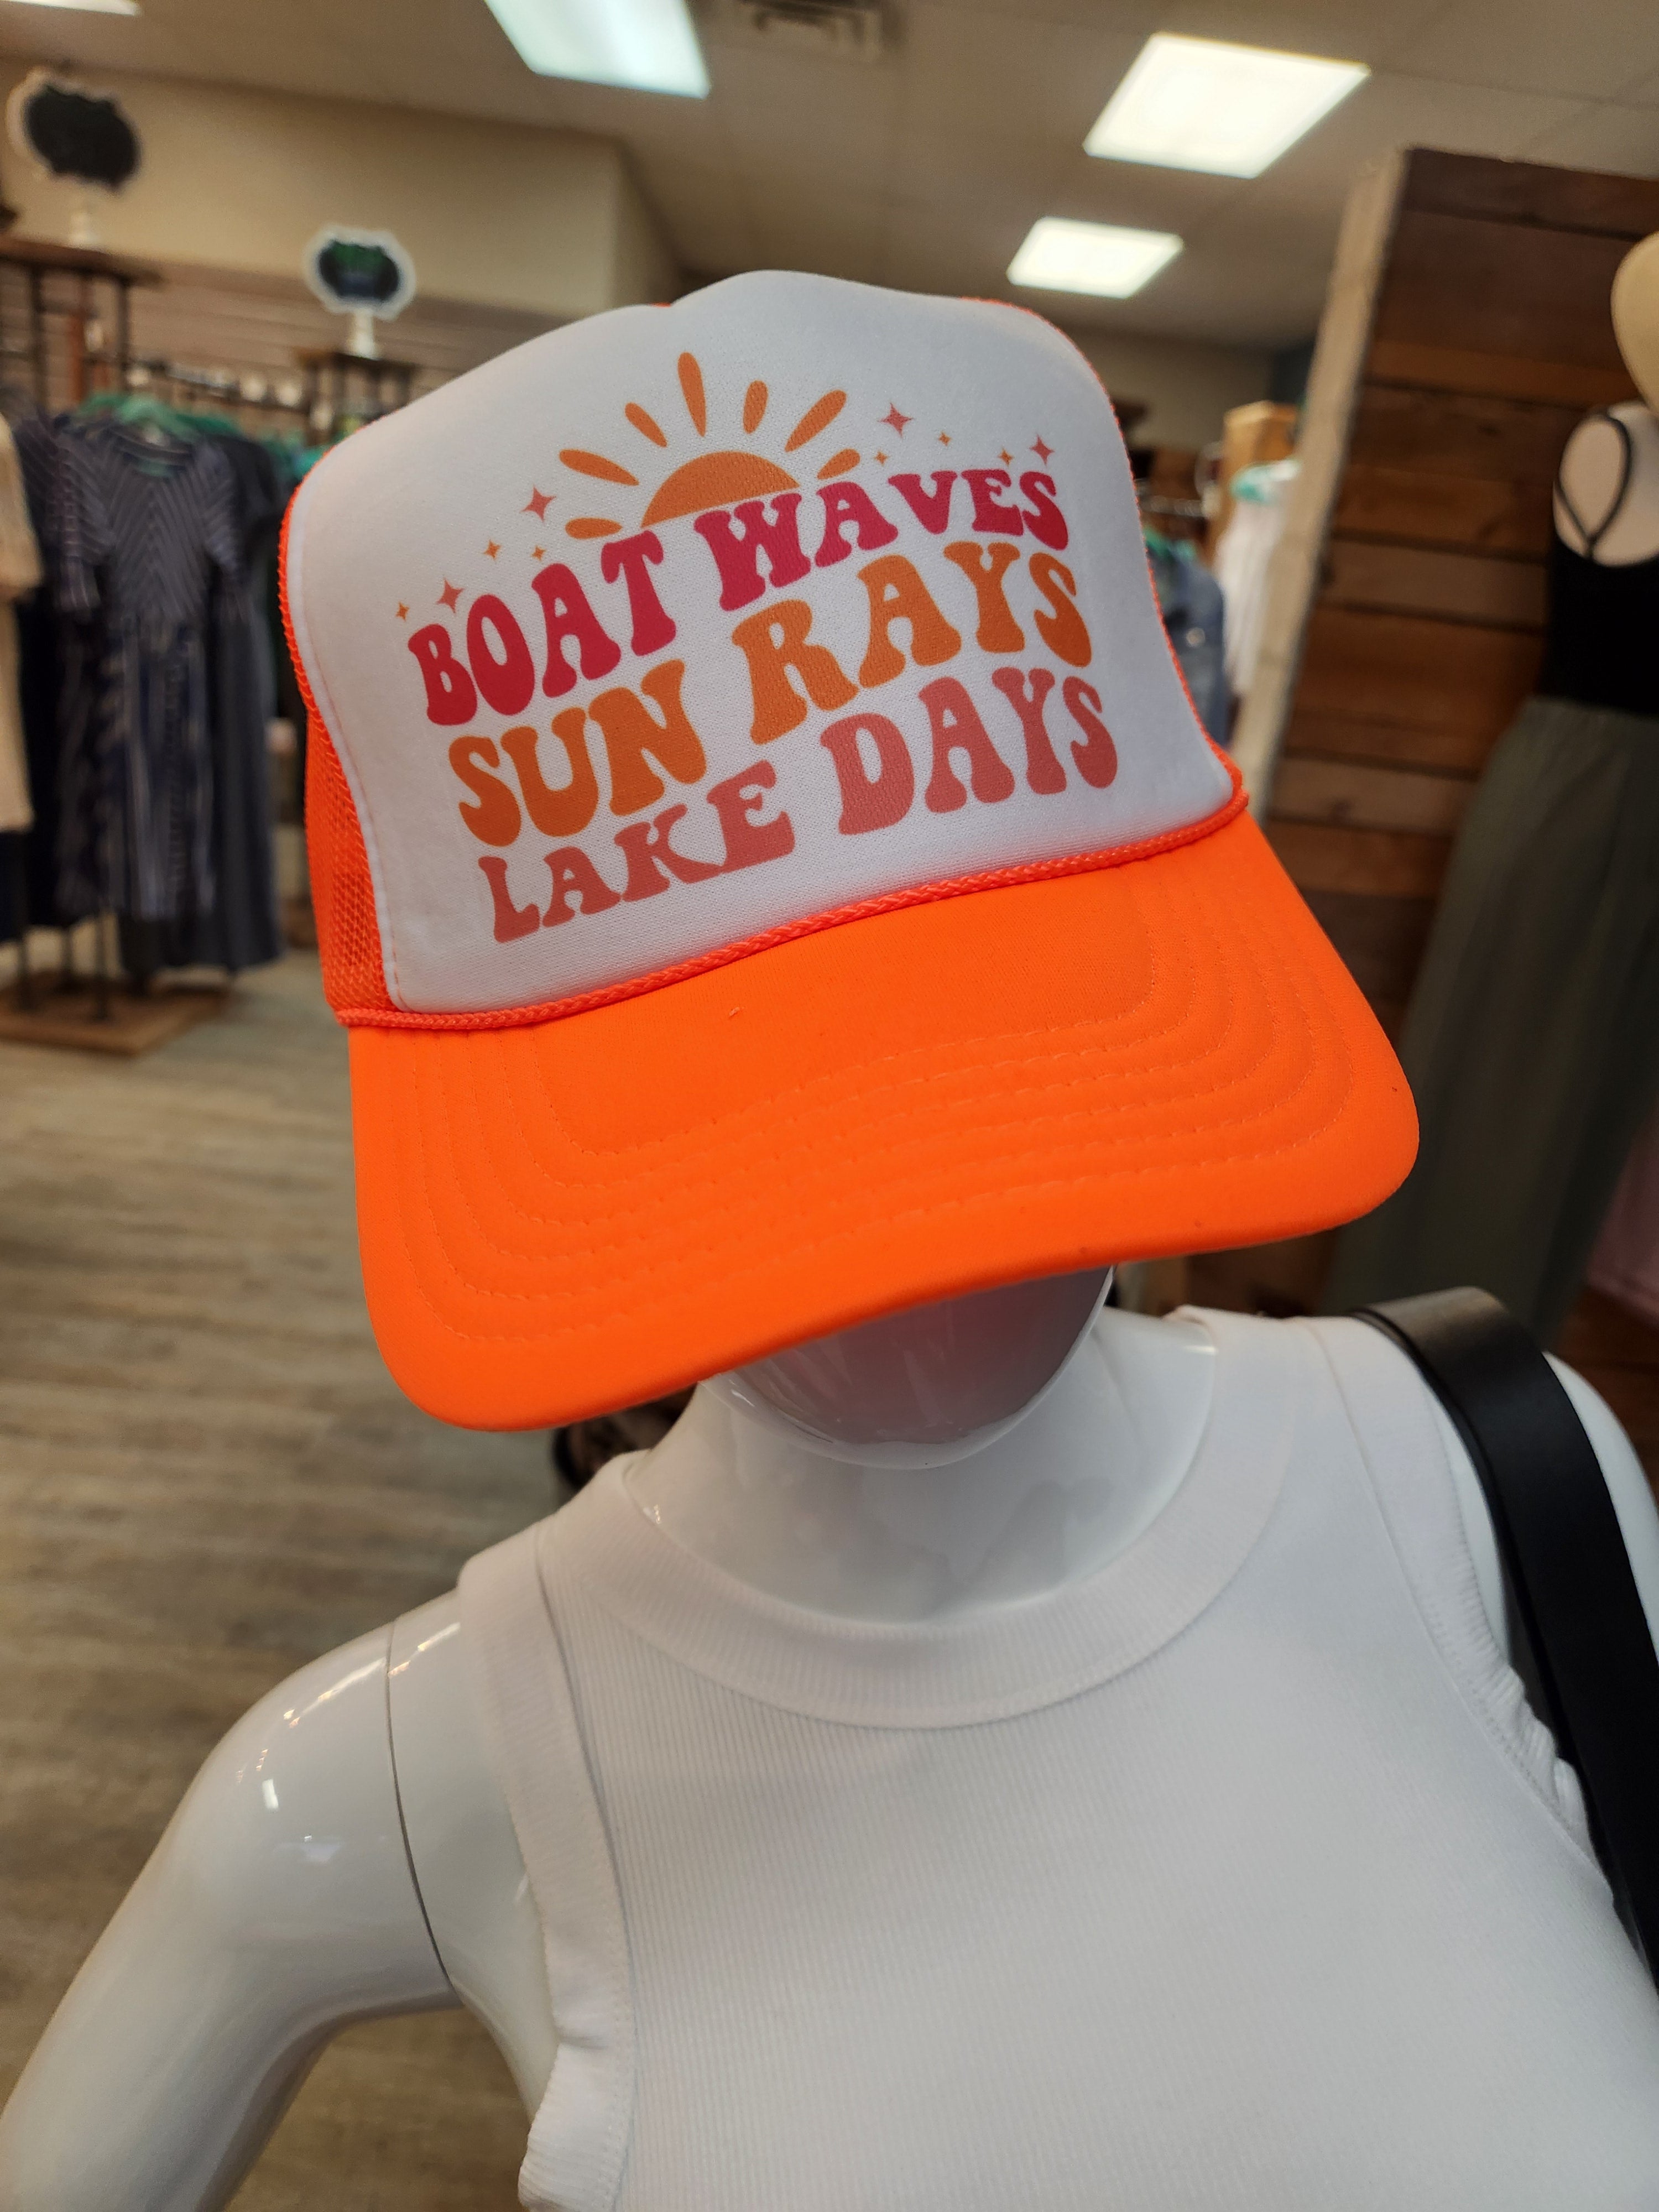 BOAT WAVES
SUN RAYS
LAKE DAYS